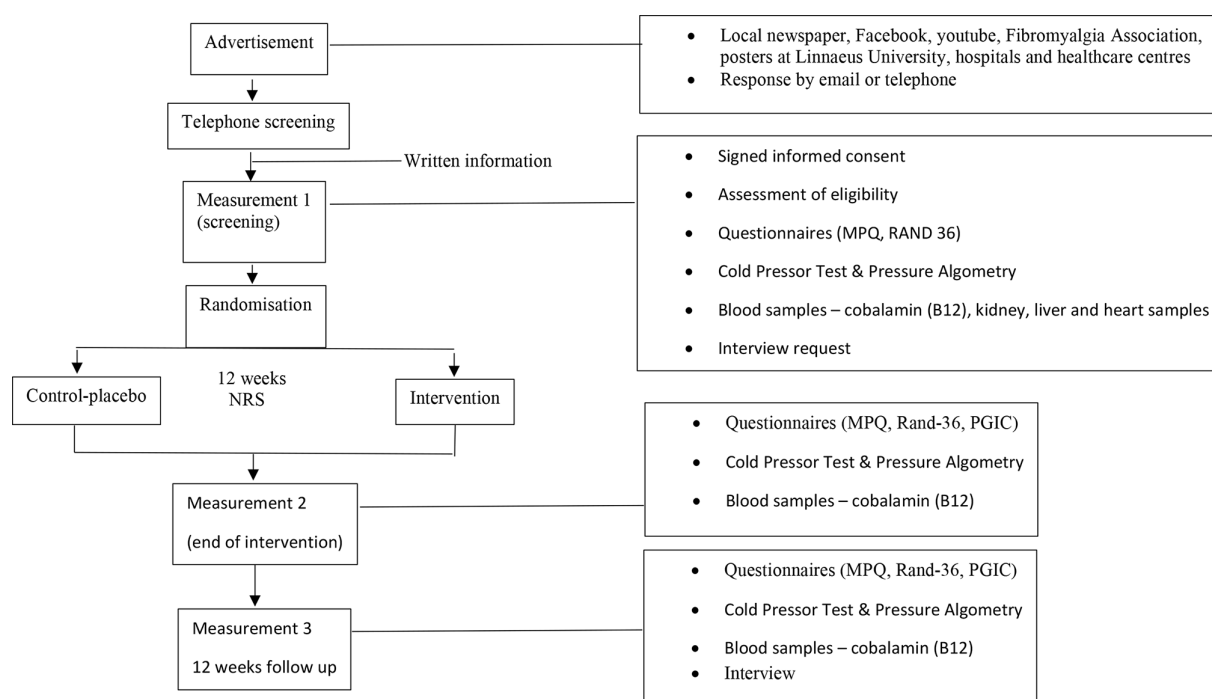 Advertisement
• Local newspaper, Facebook, youtube, Fibromyalgia Association,
posters at Linnaeus University, hospitals and healthcare centres
• Response by email or telephone
Telephone screening
Written information
Measurement 1
(screening)
• Signed informed consent
• Assessment of eligibility
• Questionnaires (MPQ, RAND 36)
• Cold Pressor Test & Pressure Algometry
• Blood samples – cobalamin (B12), kidney, liver and heart samples
• Interview request
Randomisation
Control-placebo
12 weeks
NRS
Intervention
• Questionnaires (MPQ, Rand-36, PGIC)
• Cold Pressor Test & Pressure Algometry
• Blood samples – cobalamin (B12)
Measurement 2
(end of intervention)
• Questionnaires (MPQ, Rand-36, PGIC)
• Cold Pressor Test & Pressure Algometry
• Blood samples – cobalamin (B12)
• Interview
Measurement 3
12 weeks follow up